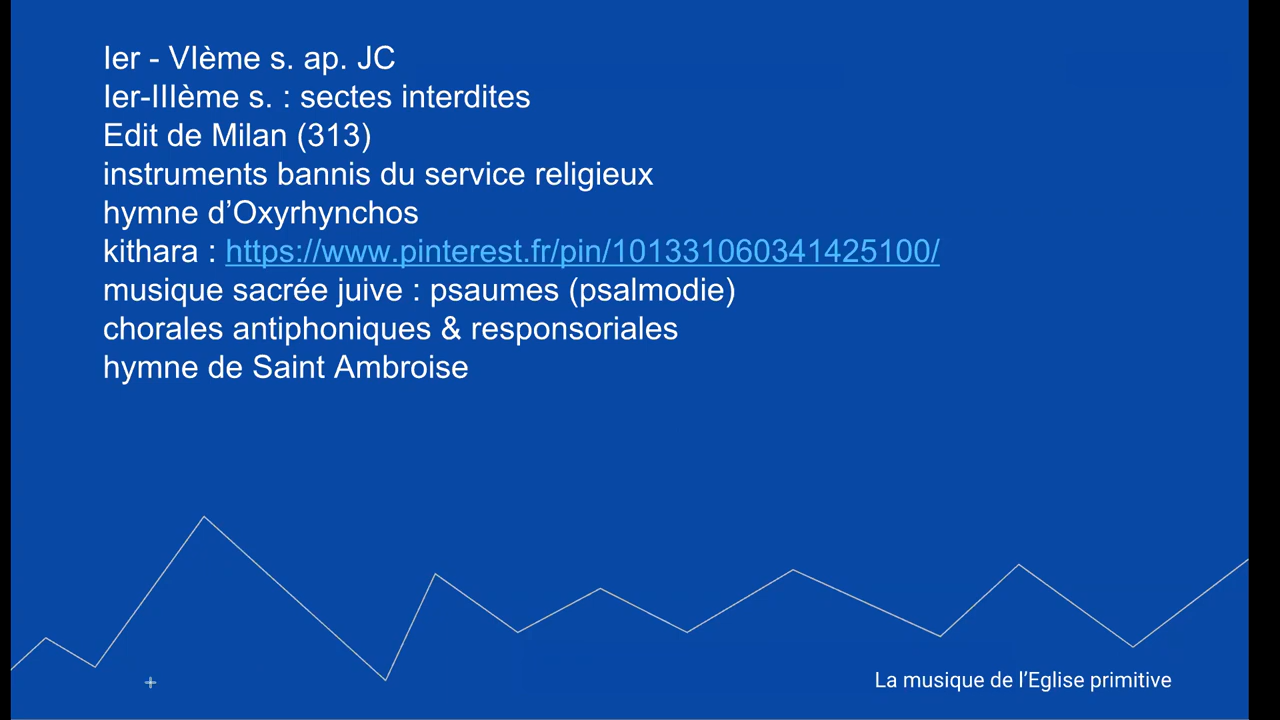 Ier - VIème s. ap. JC
Ier-IIIème s. : sectes interdites
Edit de Milan (313)
instruments bannis du service religieux
hymne d’Oxyrhynchos
kithara : https://www.pinterest.fr/pin/101331060341425100/
musique sacrée juive : psaumes (psalmodie)
chorales antiphoniques & responsoriales
hymne de Saint Ambroise
La musique de l’Eglise primitive